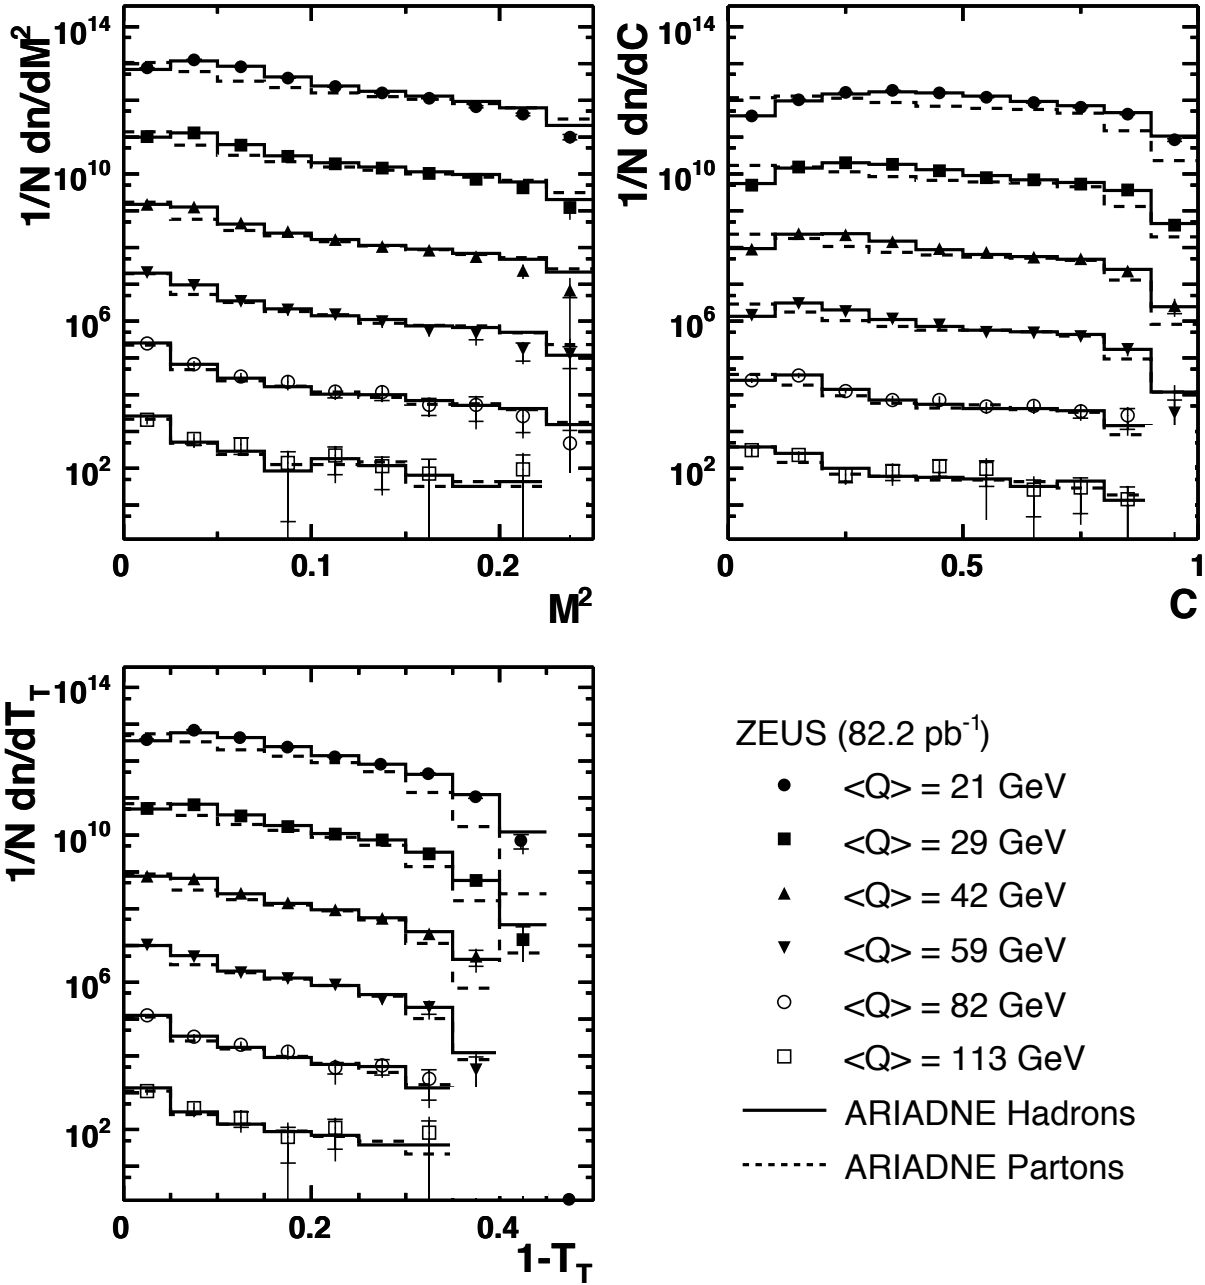 1/N dn/dM²
10¹⁴
10¹⁰
10⁶
10²
0 0.1 0.2
M²
1/N dn/dC
10¹⁴
10¹⁰
10⁶
10²
0 0.5 1
C
1/N dn/dT_T
10¹⁴
10¹⁰
10⁶
10²
0 0.2 0.4
1-T_T
ZEUS (82.2 pb⁻¹)
<Q> = 21 GeV
<Q> = 29 GeV
<Q> = 42 GeV
<Q> = 59 GeV
<Q> = 82 GeV
<Q> = 113 GeV
ARIADNE Hadrons
ARIADNE Partons